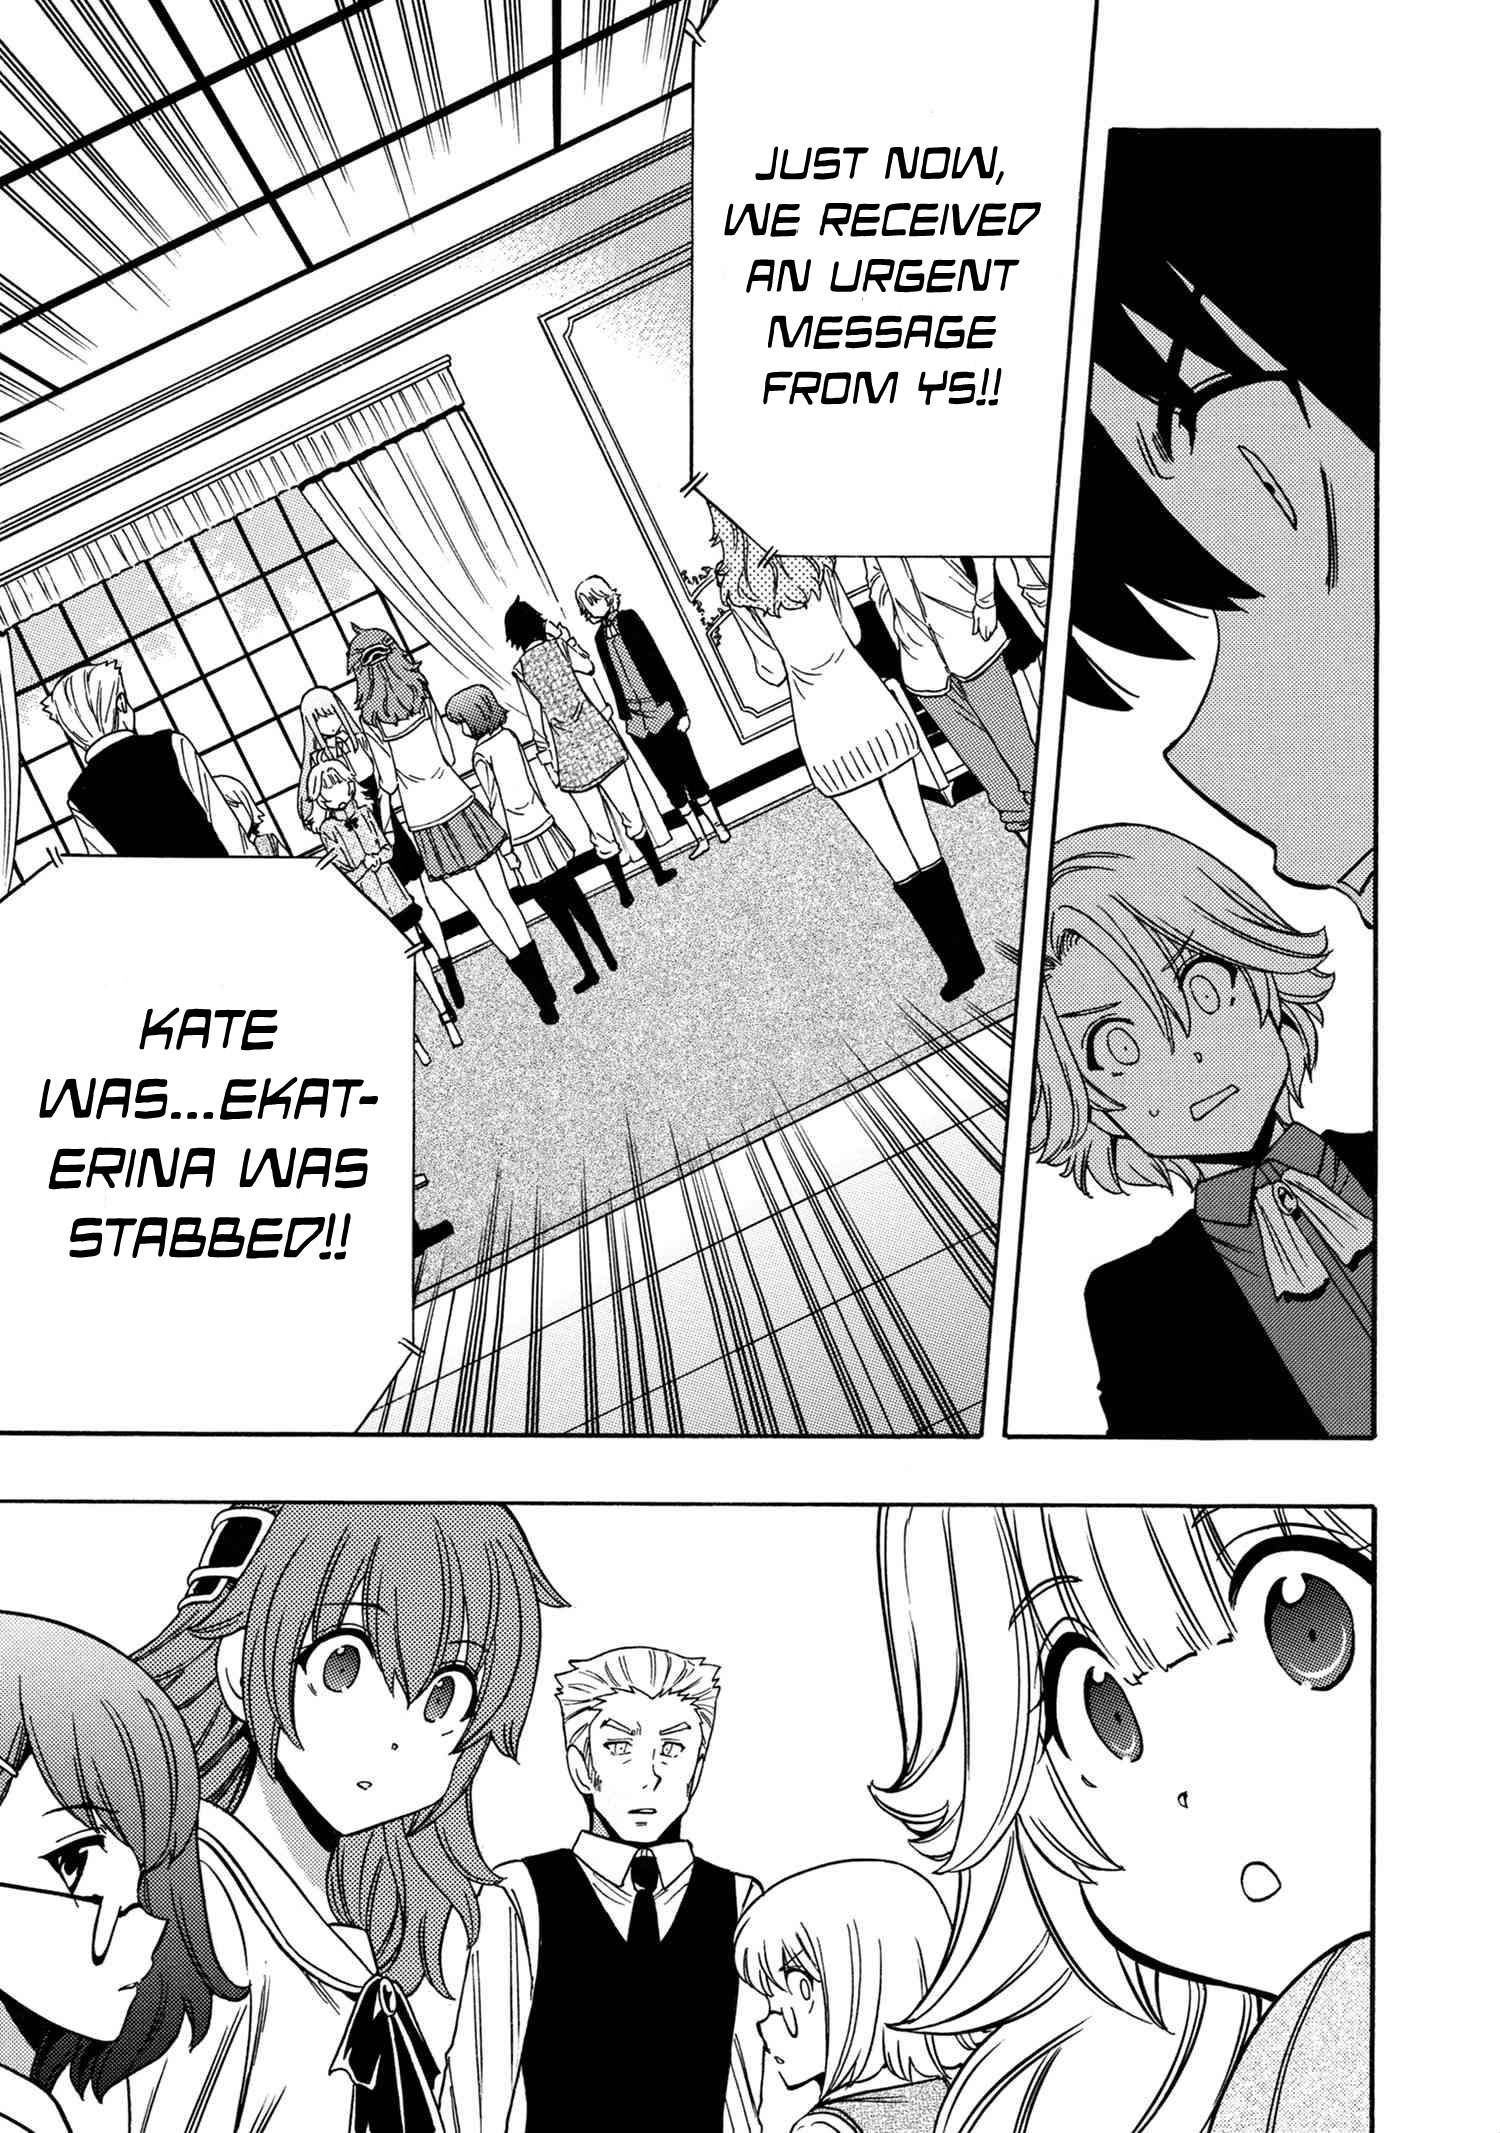 JUST NOW,
WE RECEIVED
AN URGENT
MESSAGE
FROM YS!!
KATE
WAS...EKAT-
ERINA WAS
STABBED!!